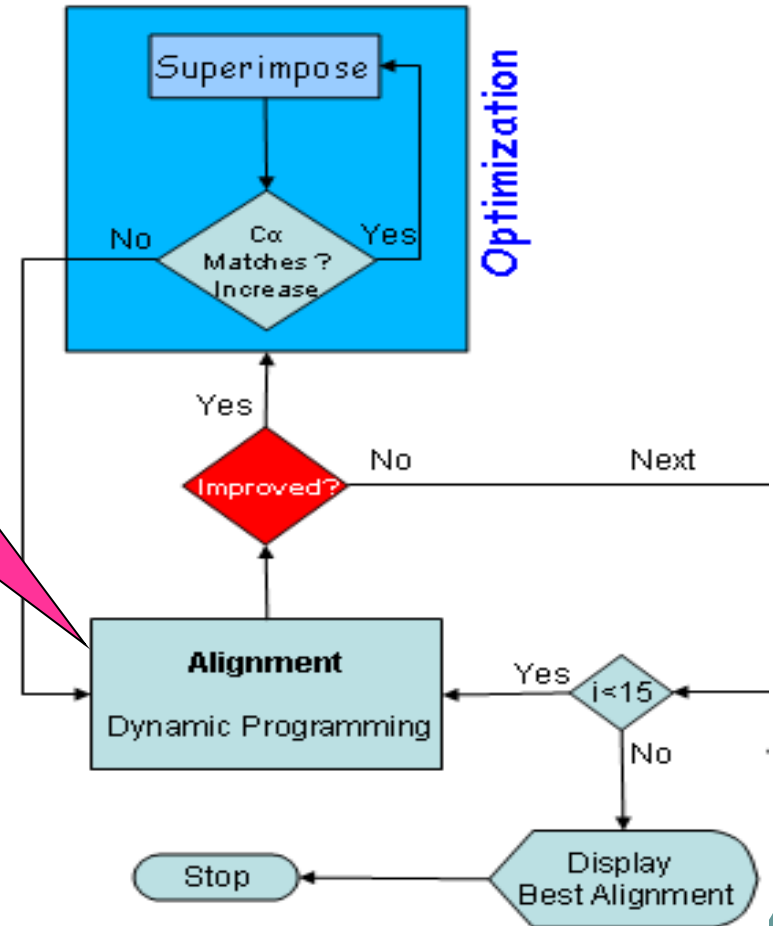 Superimpose
Optimization
No
Cα
Matches ?
Increase
Yes
Yes
Improved?
No
Next
Alignment
Dynamic Programming
Yes
i<15
No
Display
Best Alignment
Stop